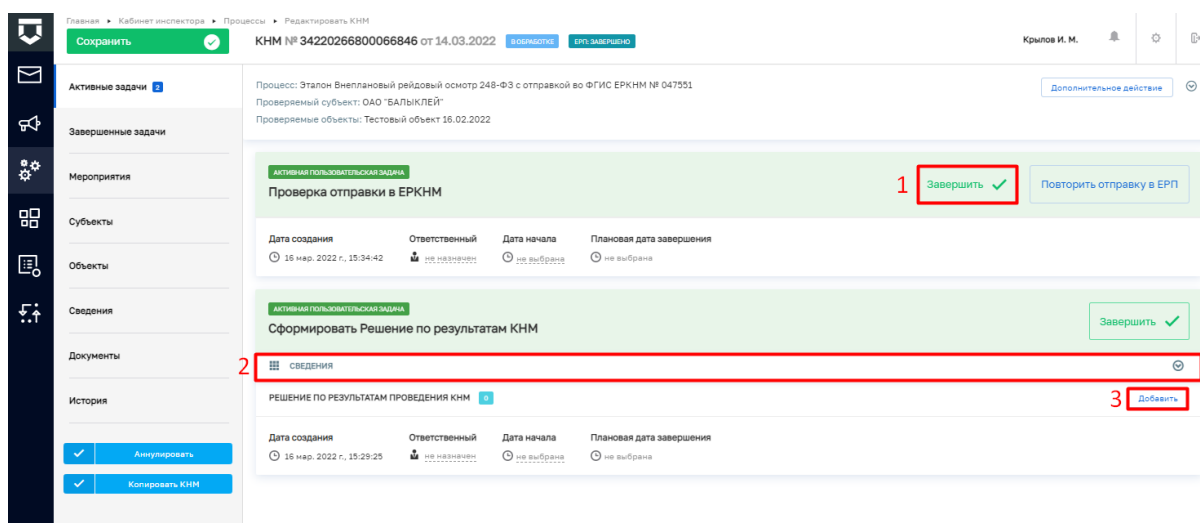 Главная ▸ Кабинет инспектора ▸ Процессы ▸ Редактировать КНМ
Сохранить
КНМ № 34220266800066846 от 14.03.2022 В ОБРАБОТКЕ ЕРП: ЗАВЕРШЕНО
Крылов И. М.
Активные задачи 2
Завершенные задачи
Мероприятия
Субъекты
Объекты
Сведения
Документы
История
Аннулировать
Копировать КНМ
Процесс: Эталон Внеплановый рейдовый осмотр 248-ФЗ с отправкой во ФГИС ЕРКНМ № 047551
Дополнительное действие
Проверяемый субъект: ОАО "БАЛЫКЛЕЙ"
Проверяемые объекты: Тестовый объект 16.02.2022
АКТИВНАЯ ПОЛЬЗОВАТЕЛЬСКАЯ ЗАДАЧА
Проверка отправки в ЕРКНМ
1 Завершить Повторить отправку в ЕРП
Дата создания Ответственный Дата начала Плановая дата завершения
16 мар. 2022 г., 15:34:42 не назначен не выбрана не выбрана
АКТИВНАЯ ПОЛЬЗОВАТЕЛЬСКАЯ ЗАДАЧА
Сформировать Решение по результатам КНМ
Завершить
2 СВЕДЕНИЯ
РЕШЕНИЕ ПО РЕЗУЛЬТАТАМ ПРОВЕДЕНИЯ КНМ 0 3 Добавить
Дата создания Ответственный Дата начала Плановая дата завершения
16 мар. 2022 г., 15:29:25 не назначен не выбрана не выбрана